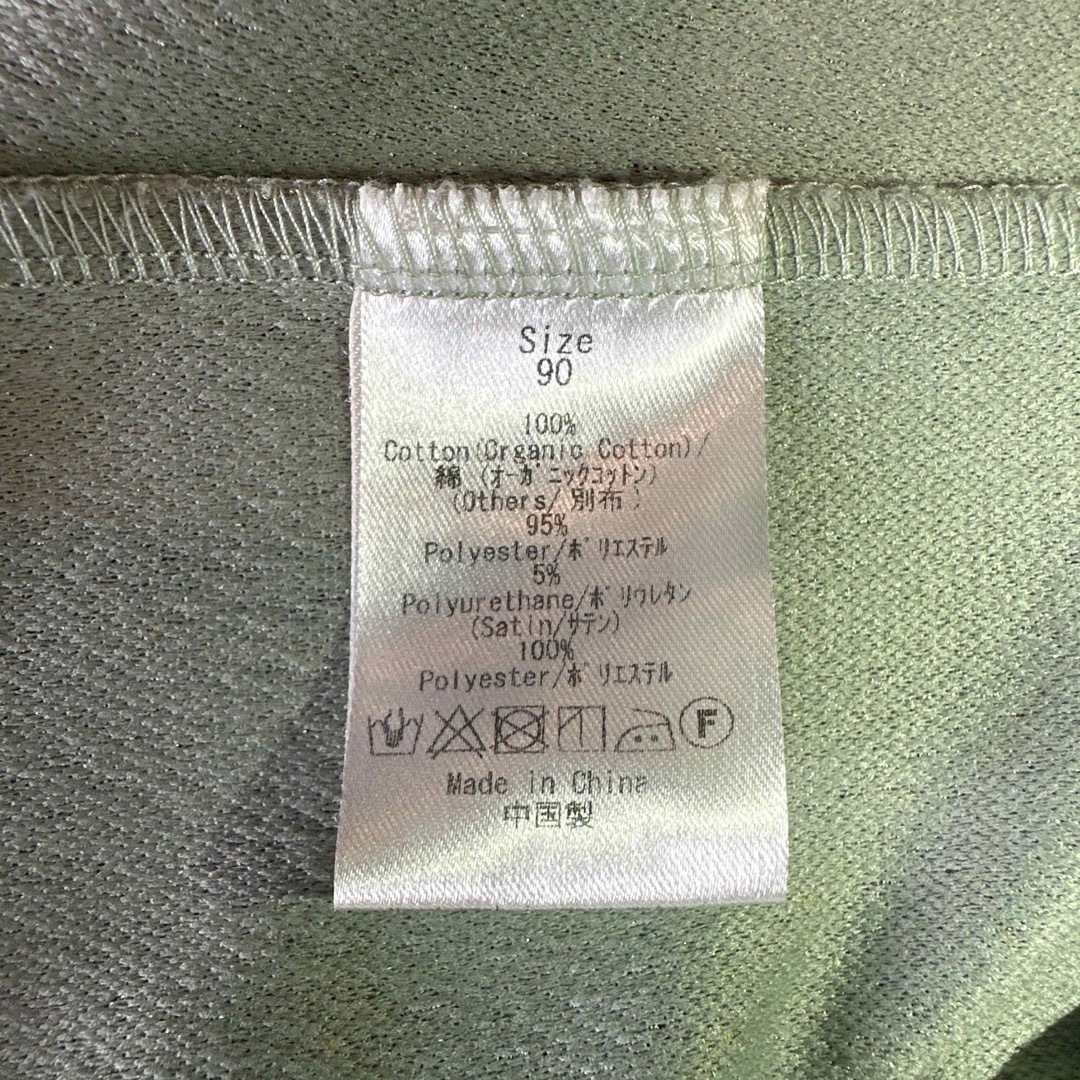 Size
90
100%
Cotton(Organic Cotton)/
綿 (ｵｰｶﾞﾆｯｸｺｯﾄﾝ)
(Others/ 別布 )
95%
Polyester/ﾎﾟﾘｴｽﾃﾙ
5%
Polyurethane/ﾎﾟﾘｳﾚﾀﾝ
(Satin/ｻﾃﾝ)
100%
Polyester/ﾎﾟﾘｴｽﾃﾙ
F
Made in China
中国製